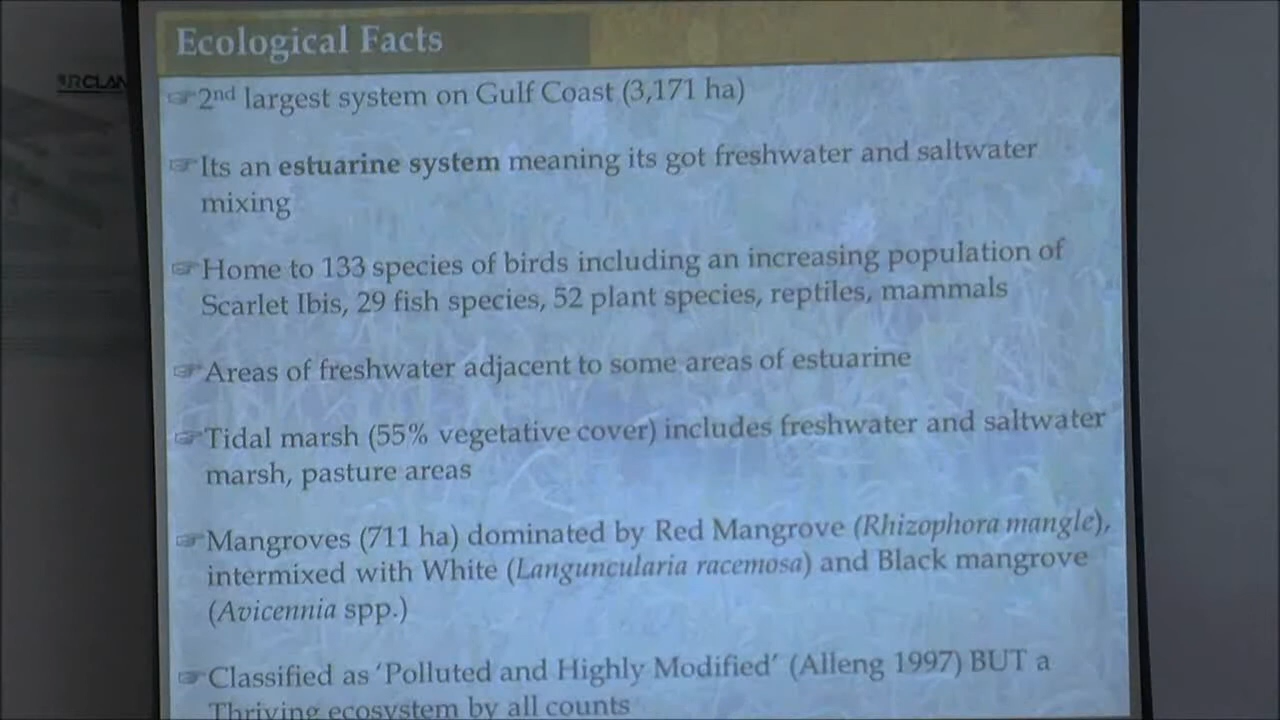 Ecological Facts
2nd largest system on Gulf Coast (3,171 ha)
Its an estuarine system meaning its got freshwater and saltwater
mixing
Home to 133 species of birds including an increasing population of
Scarlet Ibis, 29 fish species, 52 plant species, reptiles, mammals
Areas of freshwater adjacent to some areas of estuarine
Tidal marsh (55% vegetative cover) includes freshwater and saltwater
marsh, pasture areas
Mangroves (711 ha) dominated by Red Mangrove (Rhizophora mangle),
intermixed with White (Languncularia racemosa) and Black mangrove
(Avicennia spp.)
Classified as 'Polluted and Highly Modified' (Alleng 1997) BUT a
Thriving ecosystem by all counts